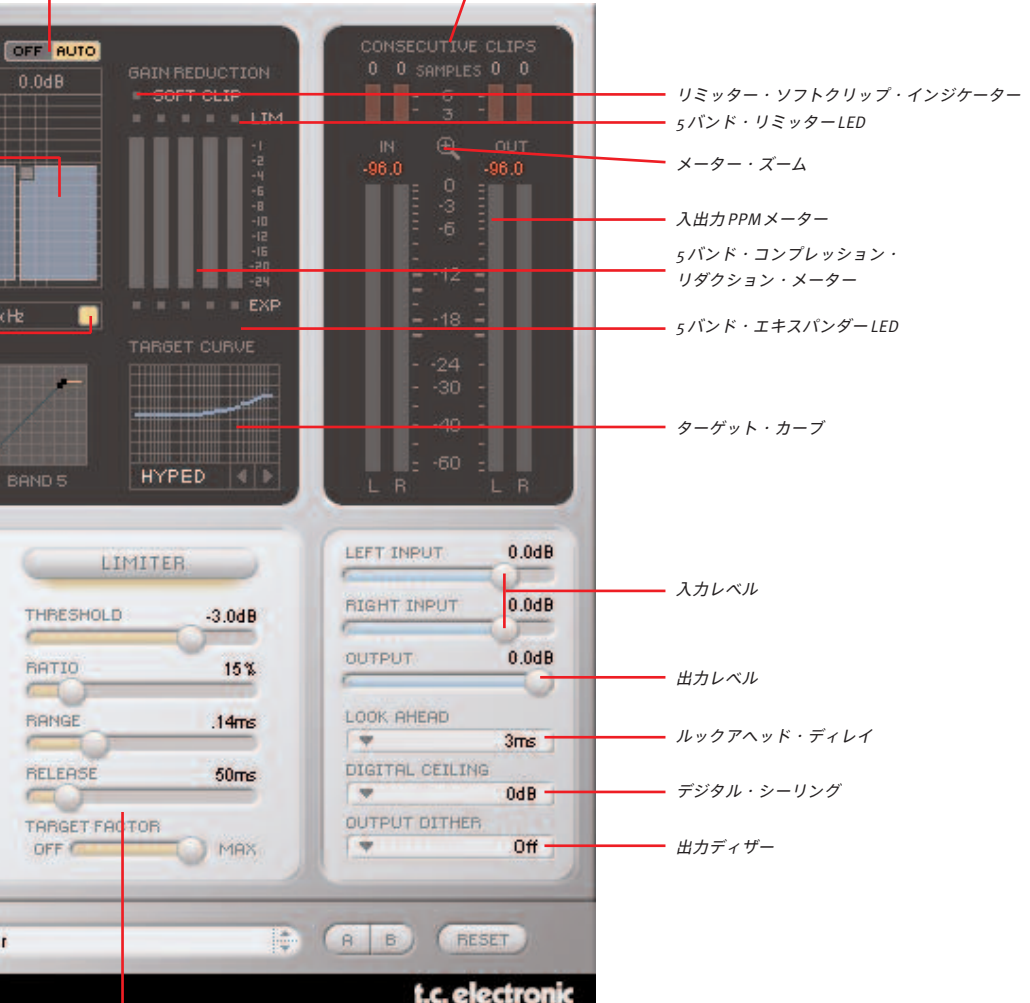 OFF AUTO
0.0dB
GAIN REDUCTION
SOFT CLIP
LIM
-1
-2
-4
-6
-8
-10
-12
-16
-20
-24
EXP
xHz
TARGET CURVE
HYPED
BAND 5
CONSECUTIVE CLIPS
0 0 SAMPLES 0 0
6
3
IN OUT
-96.0 -96.0
0
-3
-6
-12
-18
-24
-30
-40
-60
L R L R
リミッター・ソフトクリップ・インジケーター
5バンド・リミッターLED
メーター・ズーム
入出力PPMメーター
5バンド・コンプレッション・
リダクション・メーター
5バンド・エキスパンダーLED
ターゲット・カーブ
LIMITER
THRESHOLD -3.0dB
RATIO 15%
RANGE .14ms
RELEASE 50ms
TARGET FACTOR
OFF MAX
LEFT INPUT 0.0dB
RIGHT INPUT 0.0dB
OUTPUT 0.0dB
LOOK AHEAD
3ms
DIGITAL CEILING
0dB
OUTPUT DITHER
Off
入力レベル
出力レベル
ルックアヘッド・ディレイ
デジタル・シーリング
出力ディザー
r
A B RESET
t.c. electronic